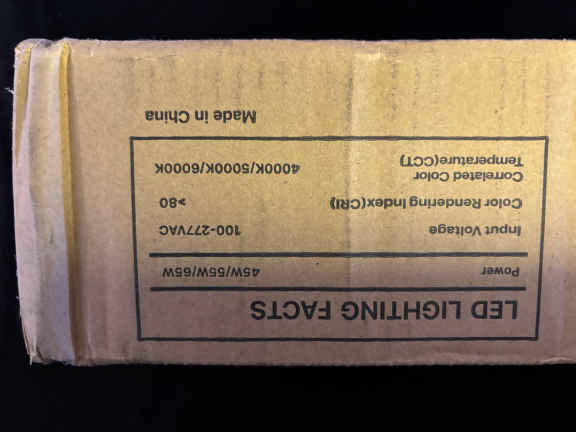 LED LIGHTING FACTS
Power 45W/55W/65W
Input Voltage 100-277VAC
Color Rendering Index(CRI) >80
Correlated Color
Temperature(CCT) 4000K/5000K/6000K
Made in China